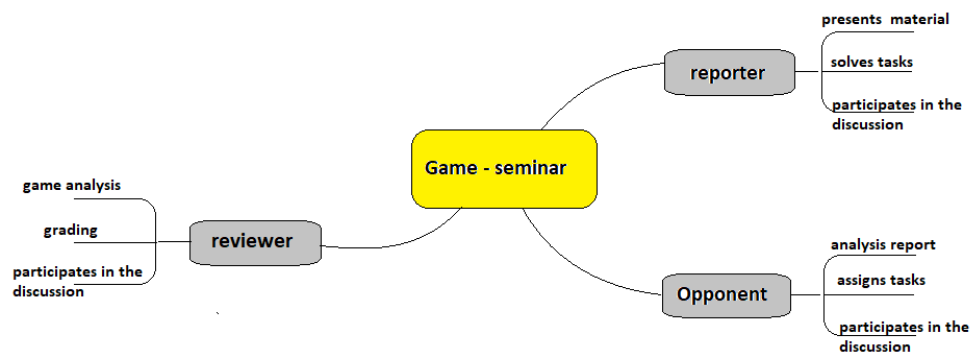 presents material
reporter
solves tasks
participates in the
discussion
Game - seminar
game analysis
grading
reviewer
participates in the
discussion
analysis report
Opponent
assigns tasks
participates in the
discussion